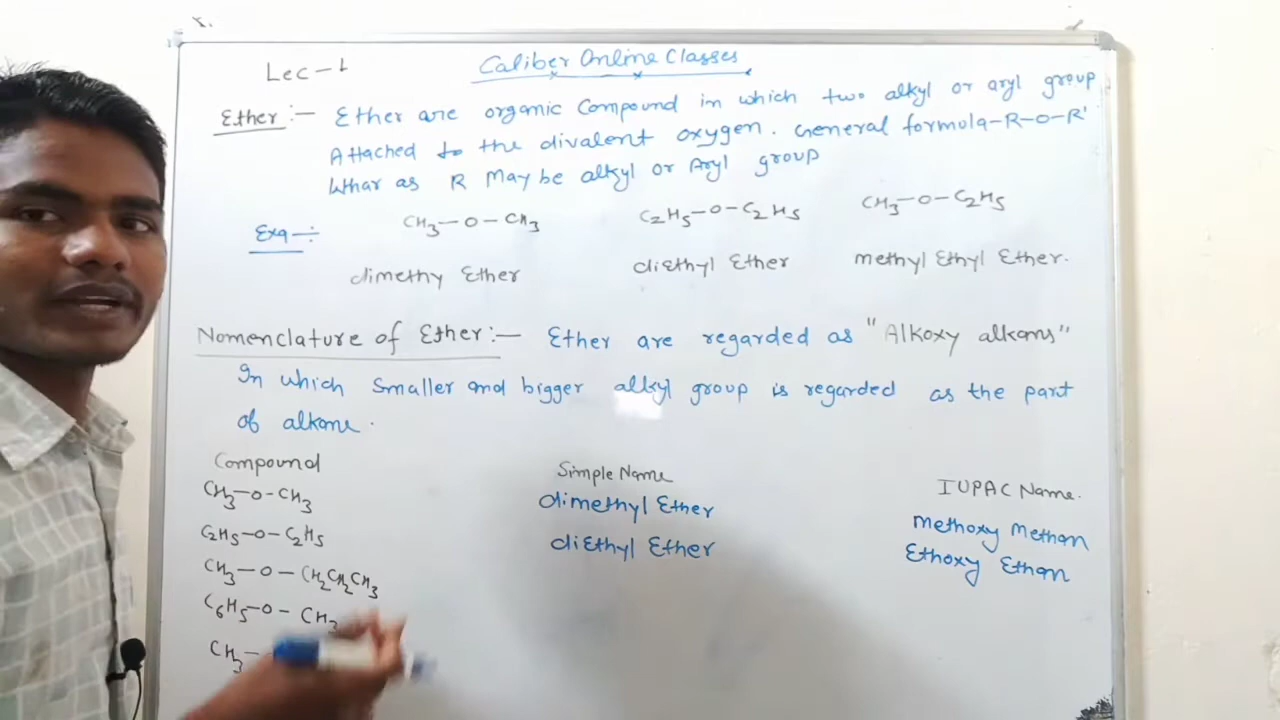 Lec-1
Caliber Online Classes
Ether:- Ether are organic Compound in which two alkyl or aryl group
Attached to the divalent oxygen. General formola-R-O-R'
Whar as R May be alkyl or Aryl group
Exa-:
CH3-O-CH3 C2H5-O-C2H5 CH3-O-C2H5
dimethy Ether diethyl Ether methyl Ethyl Ether.
Nomenclature of Ether:- Ether are regarded as "Alkoxy alkans"
In which Smaller and bigger alkyl group is regarded as the part
of alkane.
Compound Simple Name IUPAC Name.
CH3-O-CH3 dimethyl Ether Methoxy Methan
C2H5-O-C2H5 diEthyl Ether Ethoxy Ethan
CH3-O-CH2CH2CH3
C6H5-O-CH3
CH3-